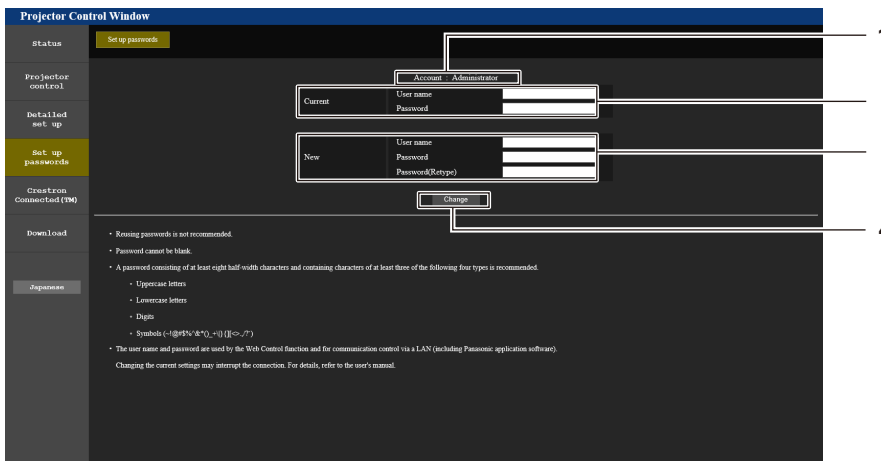 Projector Control Window
Status
Set up passwords
Projector
control
Detailed
set up
Set up
passwords
Crestron
Connected(TM)
Download
Japanese
Account : Administrator
Current
User name
Password
New
User name
Password
Password(Retype)
Change
• Reusing passwords is not recommended.
• Password cannot be blank.
• A password consisting of at least eight half-width characters and containing characters of at least three of the following four types is recommended.
• Uppercase letters
• Lowercase letters
• Digits
• Symbols
• The user name and password are used by the Web Control function and for communication control via a LAN (including Panasonic application software).
Changing the current settings may interrupt the connection. For details, refer to the user's manual.